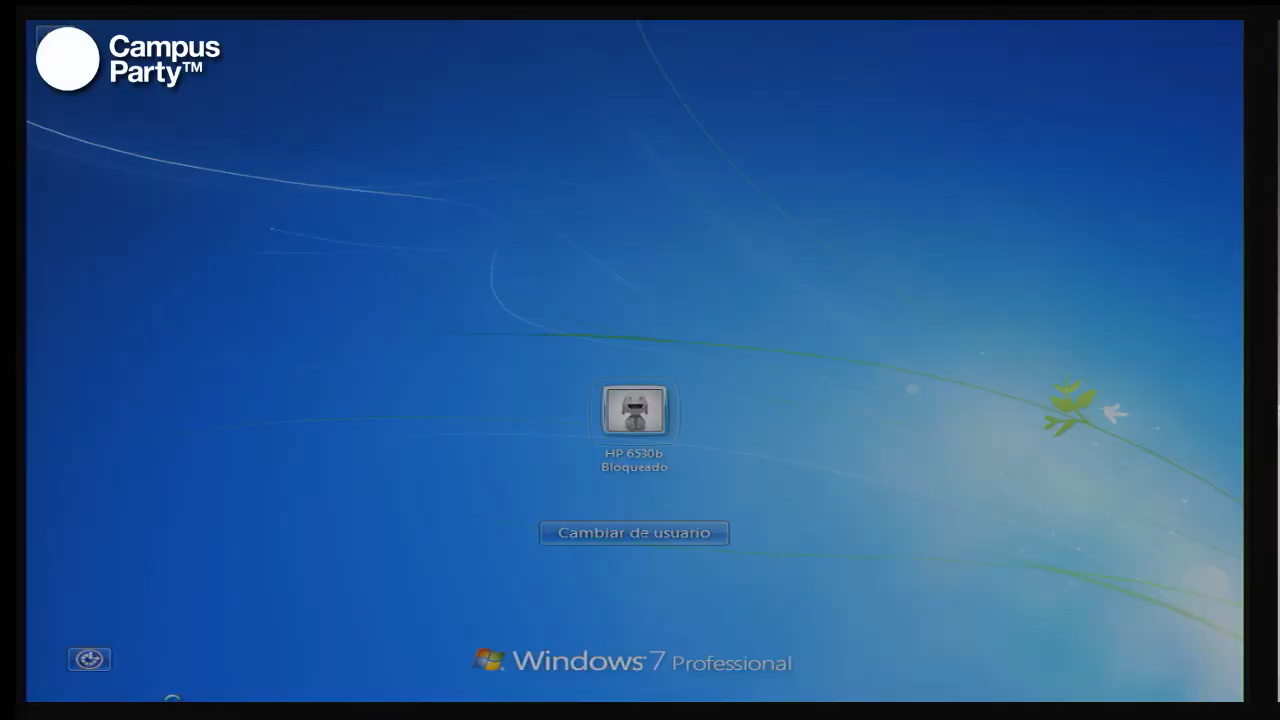 Campus
Party™
HP 6530b
Bloqueado
Cambiar de usuario
Windows 7 Professional